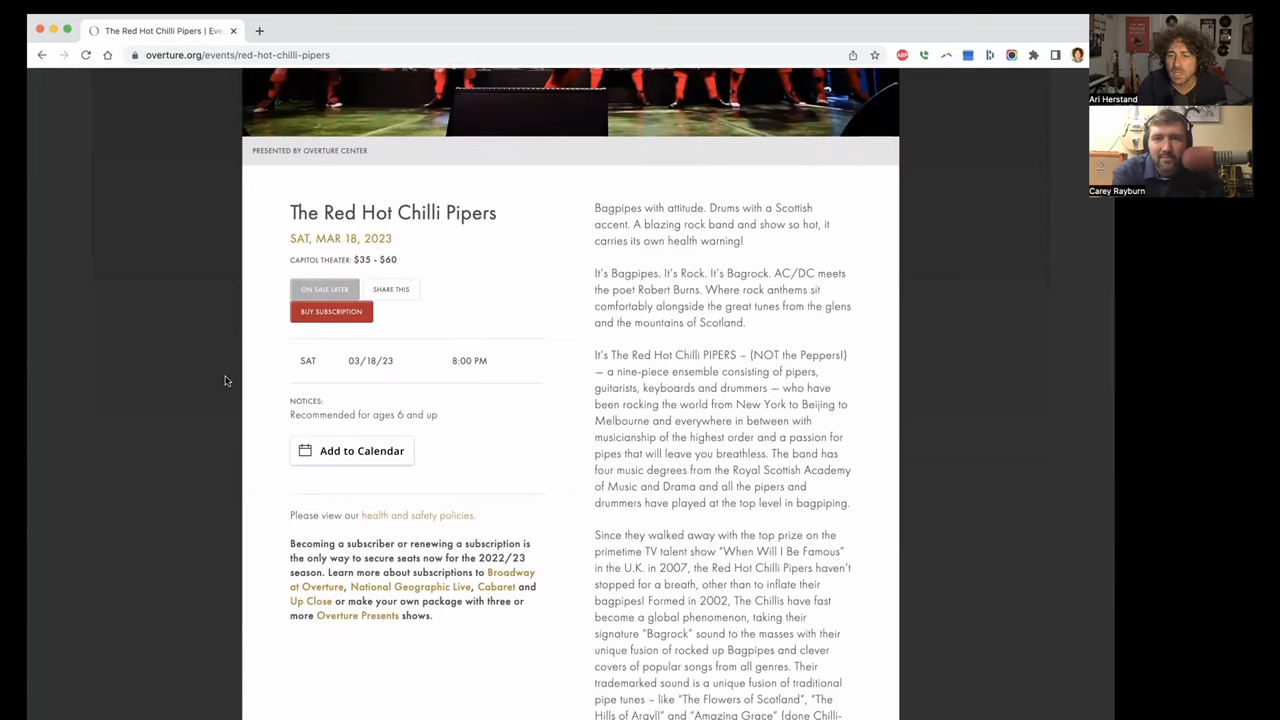 The Red Hot Chilli Pipers | Eve
overture.org/events/red-hot-chilli-pipers
ABP
Ari Herstand
Carey Rayburn
PRESENTED BY OVERTURE CENTER
The Red Hot Chilli Pipers
SAT, MAR 18, 2023
CAPITOL THEATER: $35 - $60
ON SALE LATER
SHARE THIS
BUY SUBSCRIPTION
SAT 03/18/23 8:00 PM
NOTICES:
Recommended for ages 6 and up
Add to Calendar
Please view our health and safety policies.
Becoming a subscriber or renewing a subscription is
the only way to secure seats now for the 2022/23
season. Learn more about subscriptions to Broadway
at Overture, National Geographic Live, Cabaret and
Up Close or make your own package with three or
more Overture Presents shows.
Bagpipes with attitude. Drums with a Scottish
accent. A blazing rock band and show so hot, it
carries its own health warning!
It's Bagpipes. It's Rock. It's Bagrock. AC/DC meets
the poet Robert Burns. Where rock anthems sit
comfortably alongside the great tunes from the glens
and the mountains of Scotland.
It's The Red Hot Chilli PIPERS – (NOT the Peppers!)
— a nine-piece ensemble consisting of pipers,
guitarists, keyboards and drummers — who have
been rocking the world from New York to Beijing to
Melbourne and everywhere in between with
musicianship of the highest order and a passion for
pipes that will leave you breathless. The band has
four music degrees from the Royal Scottish Academy
of Music and Drama and all the pipers and
drummers have played at the top level in bagpiping.
Since they walked away with the top prize on the
primetime TV talent show "When Will I Be Famous"
in the U.K. in 2007, the Red Hot Chilli Pipers haven't
stopped for a breath, other than to inflate their
bagpipes! Formed in 2002, The Chillis have fast
become a global phenomenon, taking their
signature "Bagrock" sound to the masses with their
unique fusion of rocked up Bagpipes and clever
covers of popular songs from all genres. Their
trademarked sound is a unique fusion of traditional
pipe tunes – like "The Flowers of Scotland", "The
Hills of Argyll" and "Amazing Grace" (done Chilli-